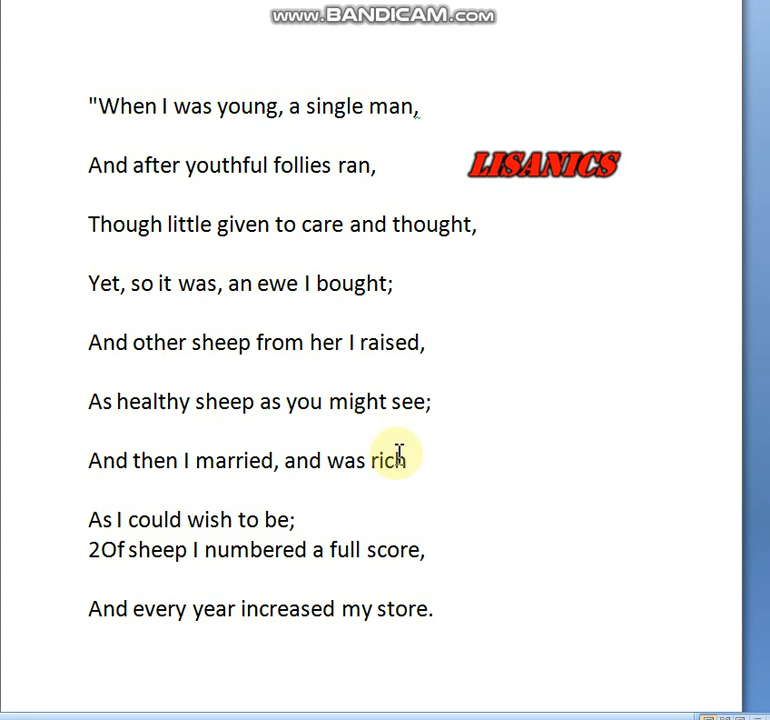 www.BANDICAM.com
"When I was young, a single man,
And after youthful follies ran,
LISANICS
Though little given to care and thought,
Yet, so it was, an ewe I bought;
And other sheep from her I raised,
As healthy sheep as you might see;
And then I married, and was rich
As I could wish to be;
2Of sheep I numbered a full score,
And every year increased my store.